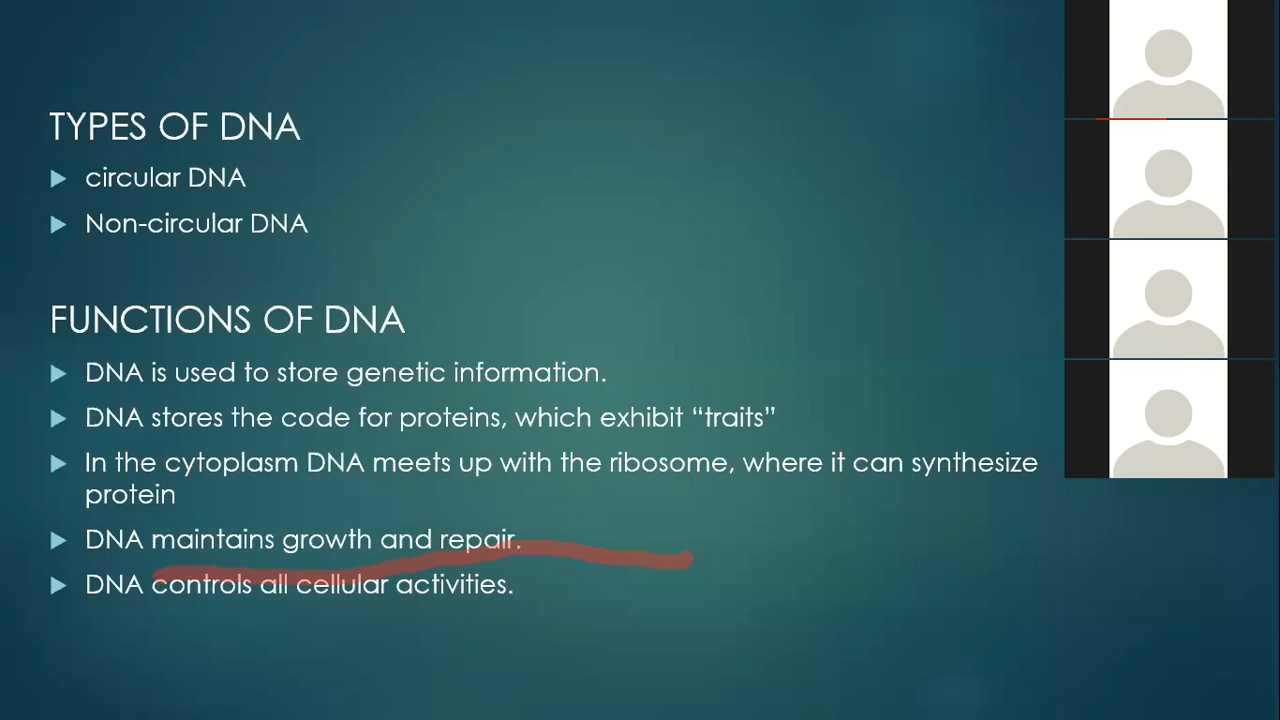 TYPES OF DNA
circular DNA
Non-circular DNA
FUNCTIONS OF DNA
DNA is used to store genetic information.
DNA stores the code for proteins, which exhibit “traits”
In the cytoplasm DNA meets up with the ribosome, where it can synthesize
protein
DNA maintains growth and repair.
DNA controls all cellular activities.